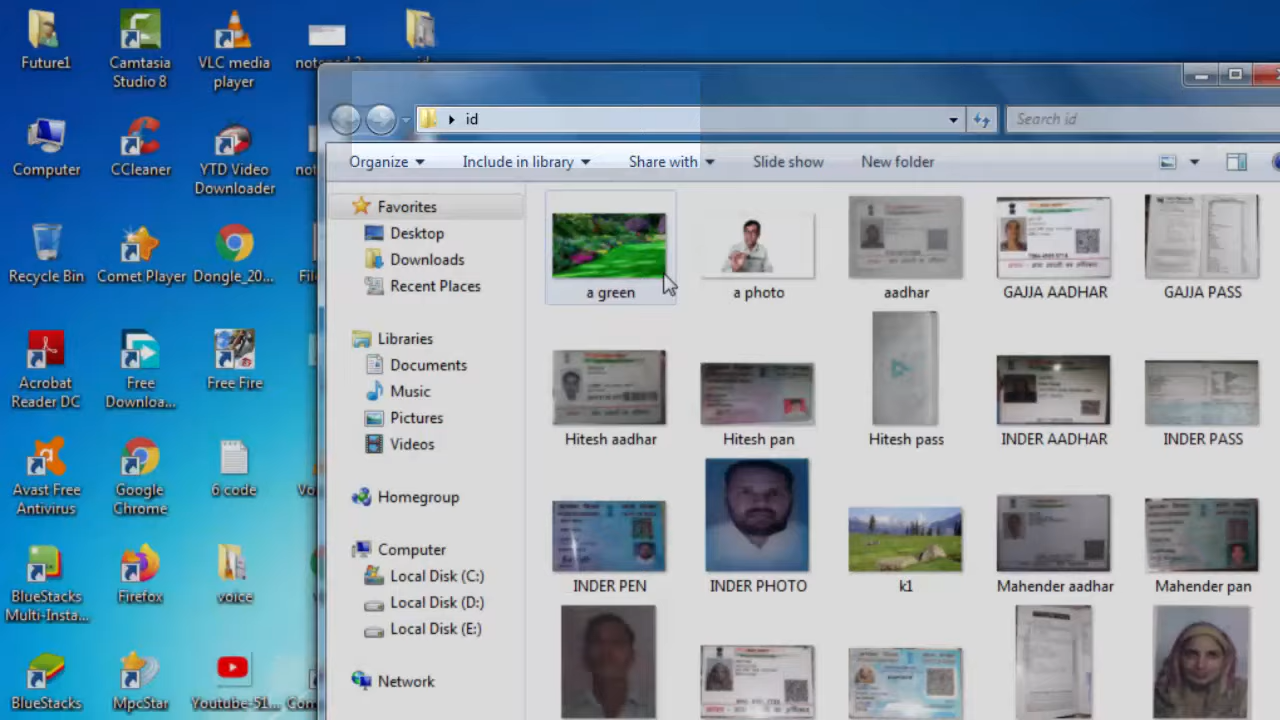 Future1
Camtasia
Studio 8
VLC media
player
id
Computer
CCleaner
YTD Video
Downloader
Recycle Bin
Comet Player
Dongle_20...
Acrobat
Reader DC
Free
Downloa...
Free Fire
Avast Free
Antivirus
Google
Chrome
6 code
BlueStacks
Multi-Insta...
Firefox
voice
BlueStacks
MpcStar
Youtube-51...
id
Search id
Organize
Include in library
Share with
Slide show
New folder
Favorites
Desktop
Downloads
Recent Places
Libraries
Documents
Music
Pictures
Videos
Homegroup
Computer
Local Disk (C:)
Local Disk (D:)
Local Disk (E:)
Network
a green
a photo
aadhar
GAJJA AADHAR
GAJJA PASS
Hitesh aadhar
Hitesh pan
Hitesh pass
INDER AADHAR
INDER PASS
INDER PEN
INDER PHOTO
k1
Mahender aadhar
Mahender pan